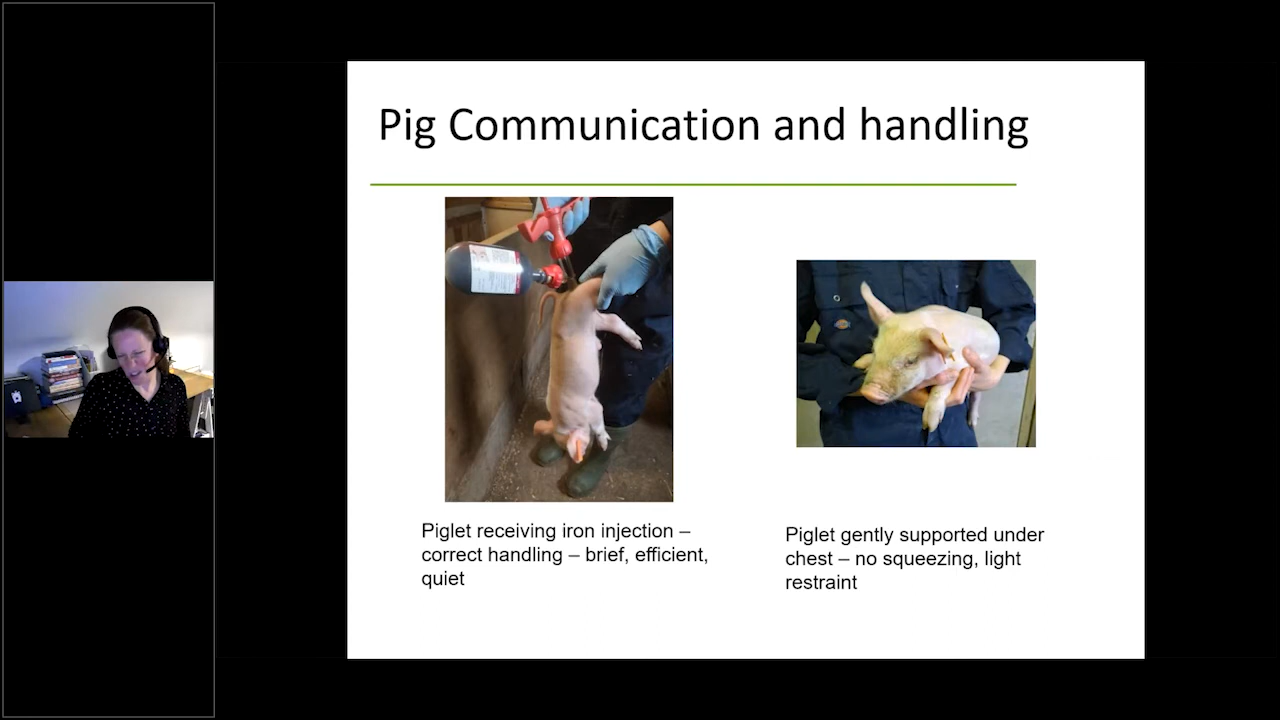 Pig Communication and handling
Piglet receiving iron injection –
correct handling – brief, efficient,
quiet
Piglet gently supported under
chest – no squeezing, light
restraint